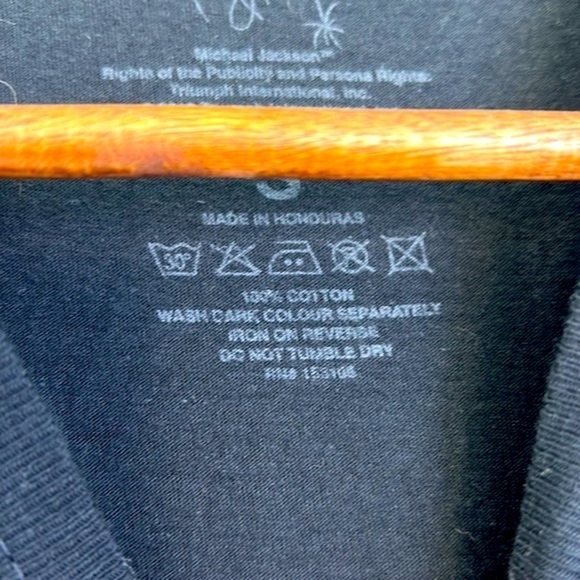 Michael Jackson™
Rights of the Publicity and Persona Rights:
Triumph International, Inc.
S
MADE IN HONDURAS
30°
100% COTTON
WASH DARK COLOUR SEPARATELY
IRON ON REVERSE
DO NOT TUMBLE DRY
RN# 153106